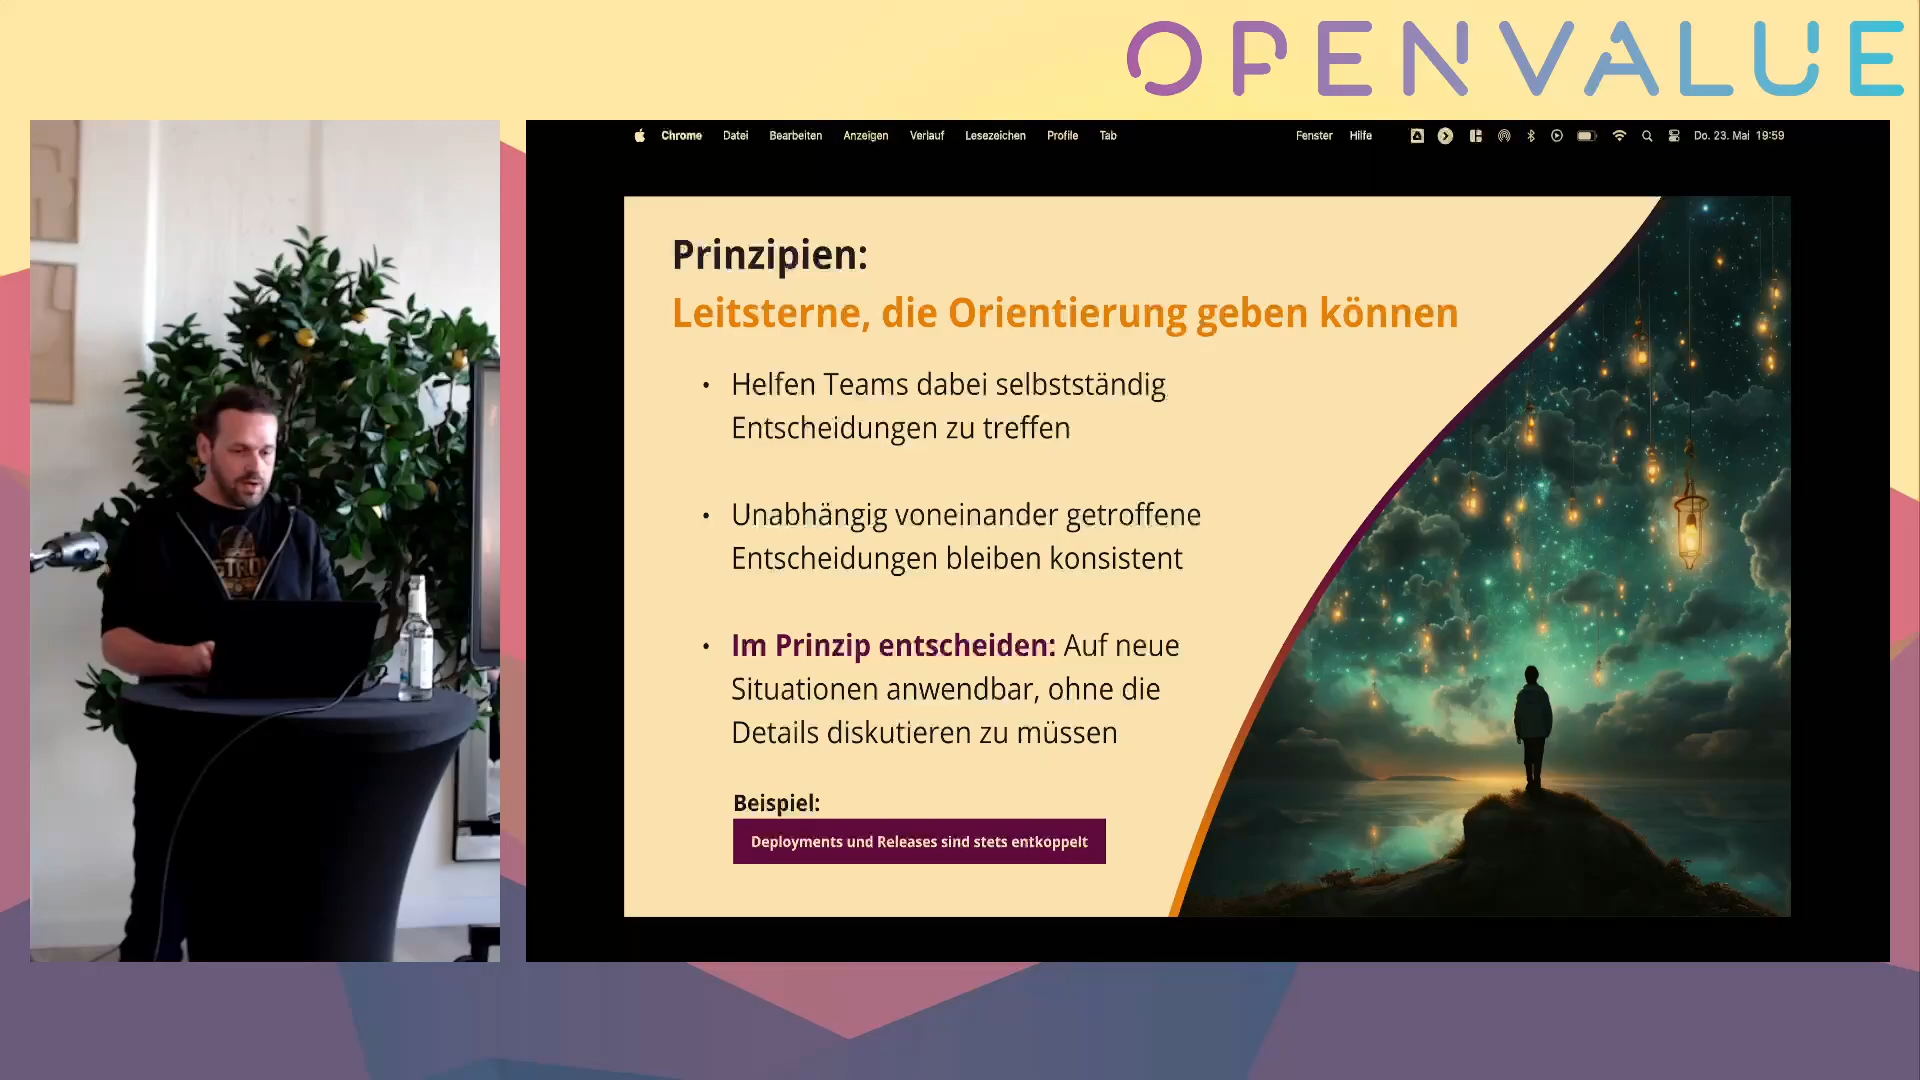 OPENVALUE
Chrome Datei Bearbeiten Anzeigen Verlauf Lesezeichen Profile Tab Fenster Hilfe Do. 23. Mai 19:59
Prinzipien:
Leitsterne, die Orientierung geben können
• Helfen Teams dabei selbstständig
Entscheidungen zu treffen
• Unabhängig voneinander getroffene
Entscheidungen bleiben konsistent
• Im Prinzip entscheiden: Auf neue
Situationen anwendbar, ohne die
Details diskutieren zu müssen
Beispiel:
Deployments und Releases sind stets entkoppelt